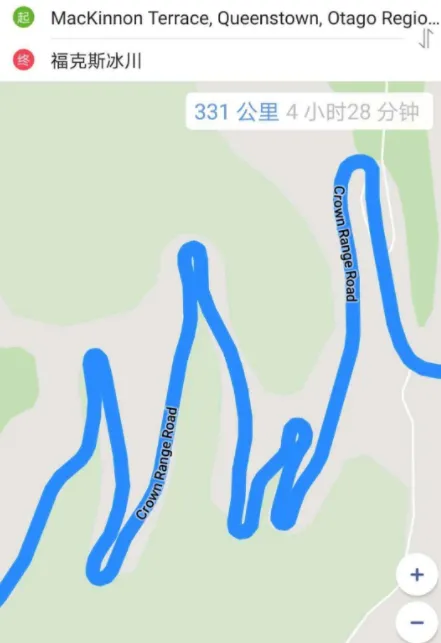 起 MacKinnon Terrace, Queenstown, Otago Regio...
终 福克斯冰川
331 公里 4 小时28 分钟
Crown Range Road
Crown Range Road